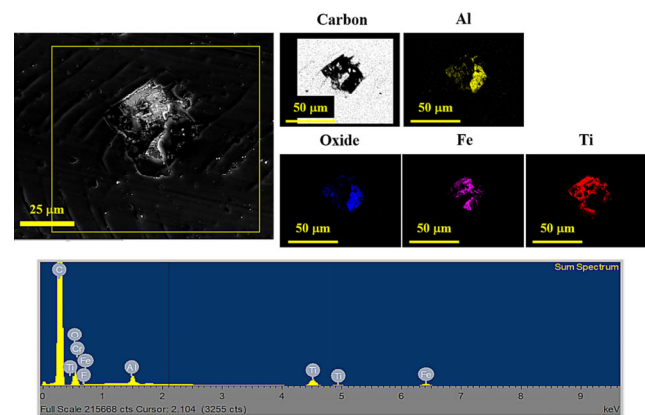 Carbon
Al
25 μm
50 μm
50 μm
Oxide
Fe
Ti
50 μm
50 μm
50 μm
Sum Spectrum
C
O
Cr
Fe
Ti
F
Al
Ti
Ti
Fe
0 1 2 3 4 5 6 7 8 9
Full Scale 215668 cts Cursor: 2.104 (3255 cts)
keV